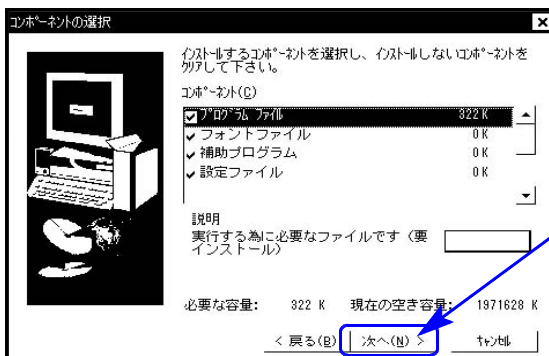 コンポーネントの選択
インストールするコンポーネントを選択し、インストールしないコンポーネントを
クリアして下さい。
コンポーネント(C)
プログラム ファイル 322 K
フォントファイル 0 K
補助プログラム 0 K
設定ファイル 0 K
説明
実行する為に必要なファイルです（要
インストール）
必要な容量: 322 K 現在の空き容量: 1971628 K
< 戻る(B) 次へ(N) > キャンセル